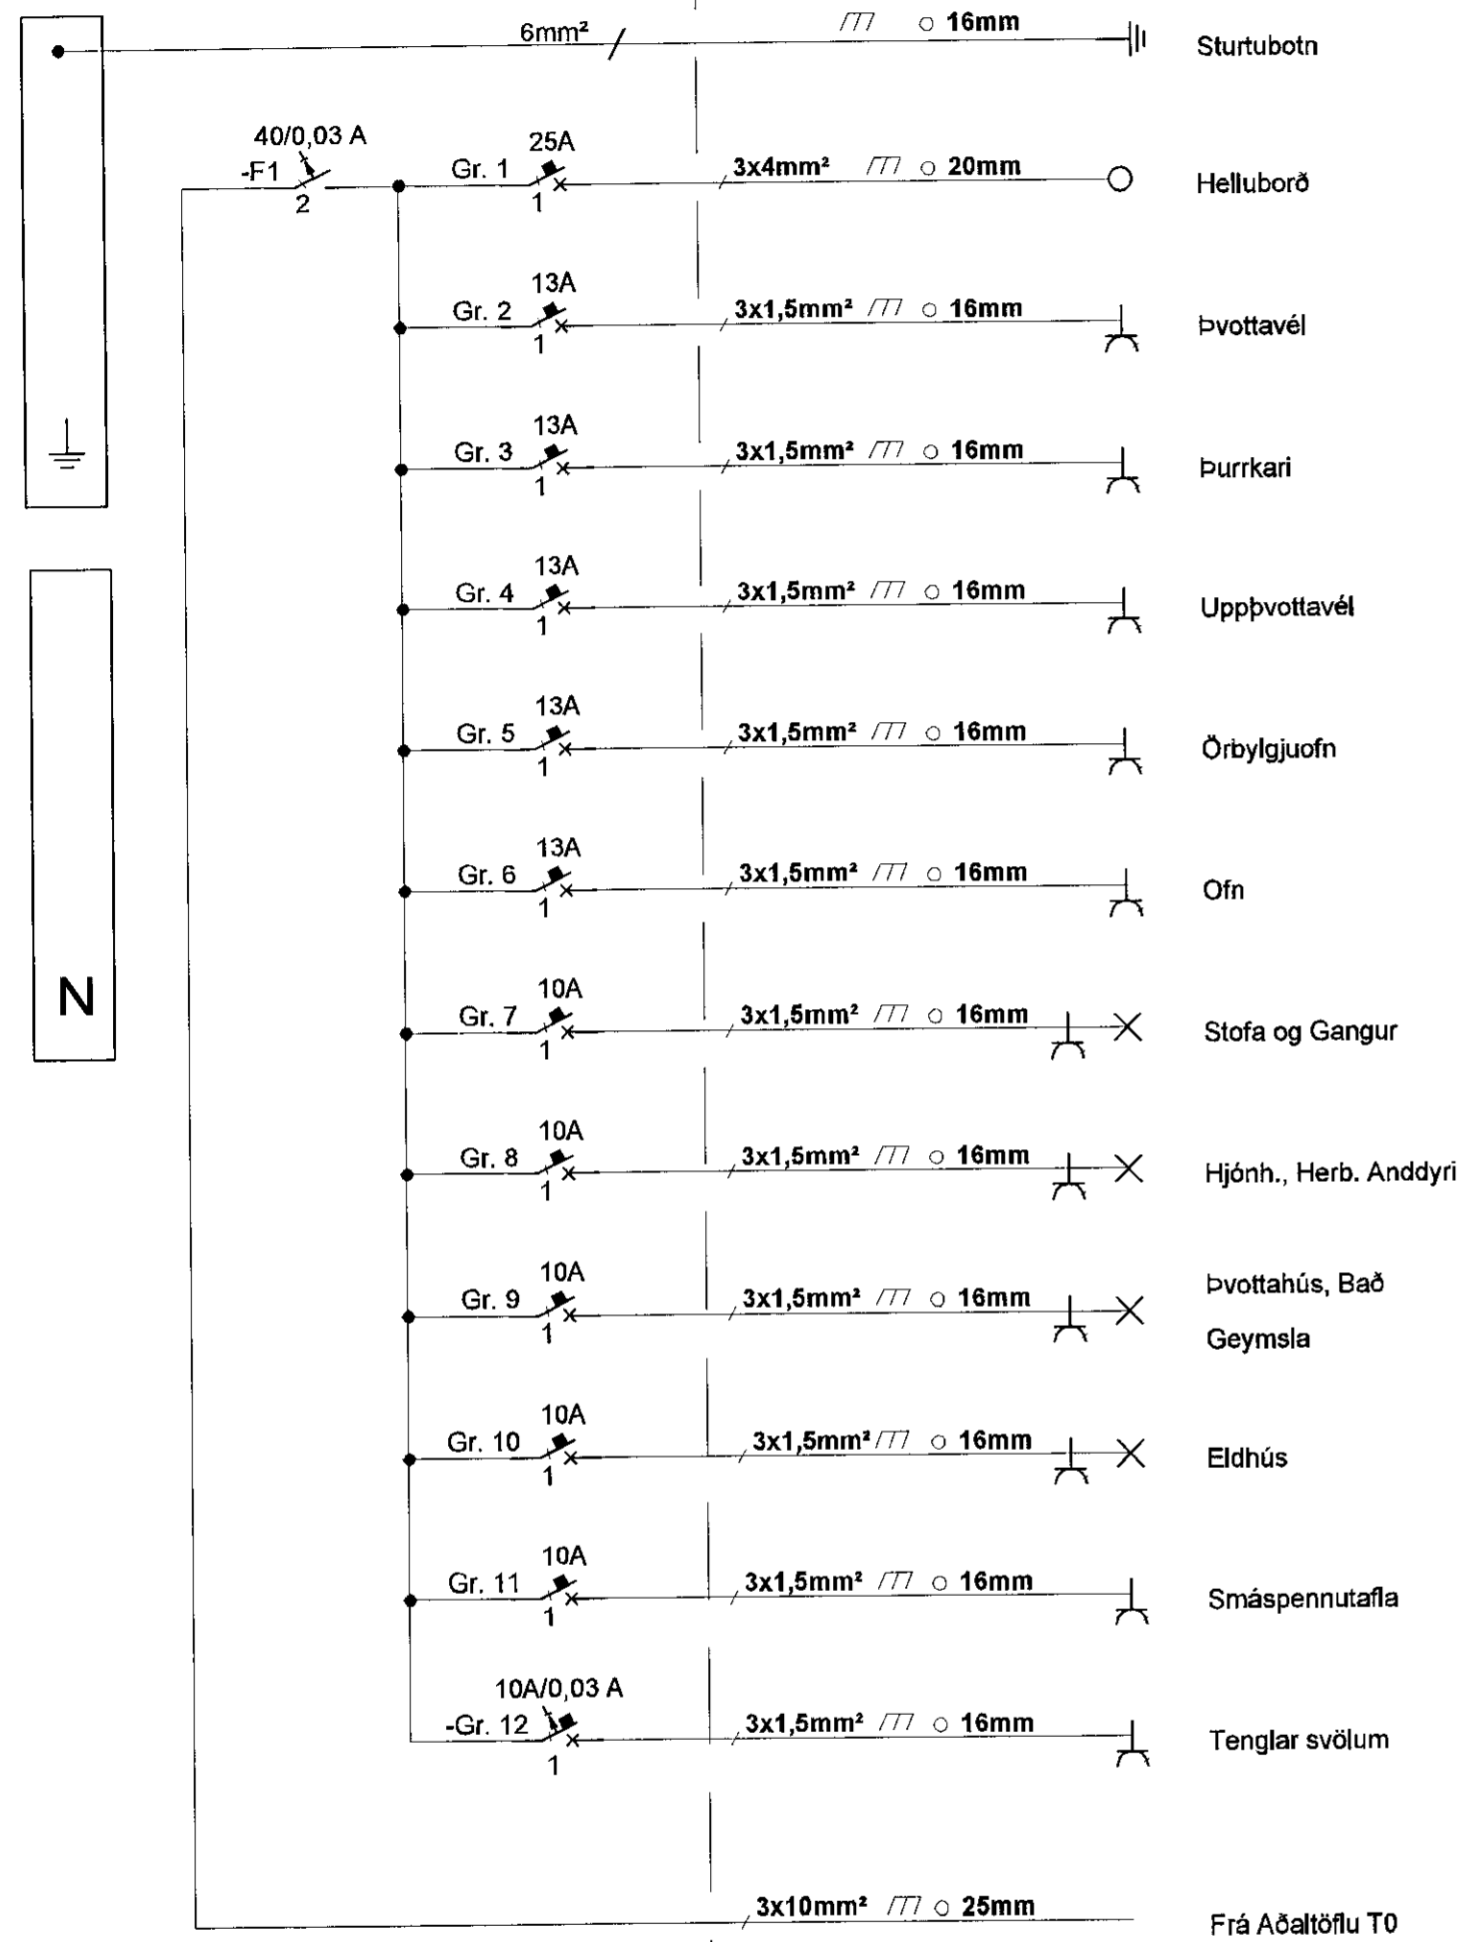 6mm² 16mm Sturtubotn
40/0,03 A
-F1
2
25A
Gr. 1 3x4mm² 20mm Helluborð
1
13A
Gr. 2 3x1,5mm² 16mm Þvottavél
1
13A
Gr. 3 3x1,5mm² 16mm Þurrkari
1
13A
Gr. 4 3x1,5mm² 16mm Uppþvottavél
1
13A
Gr. 5 3x1,5mm² 16mm Örbylgjuofn
1
13A
Gr. 6 3x1,5mm² 16mm Ofn
1
N
10A
Gr. 7 3x1,5mm² 16mm Stofa og Gangur
1
10A
Gr. 8 3x1,5mm² 16mm Hjónh., Herb. Anddyri
1
10A
Gr. 9 3x1,5mm² 16mm Þvottahús, Bað
1
Geymsla
10A
Gr. 10 3x1,5mm² 16mm Eldhús
1
10A
Gr. 11 3x1,5mm² 16mm Smáspennutafla
1
10A/0,03 A
-Gr. 12 3x1,5mm² 16mm Tenglar svölum
1
3x10mm² 25mm Frá Aðaltöflu T0